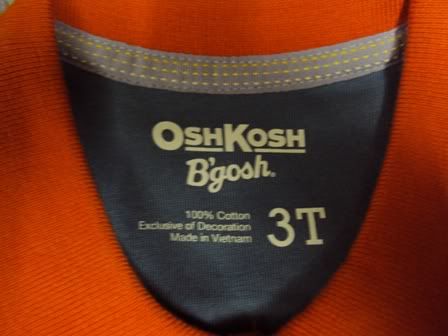 OSHKOSH
B'gosh.
100% Cotton
Exclusive of Decoration
Made in Vietnam
3T